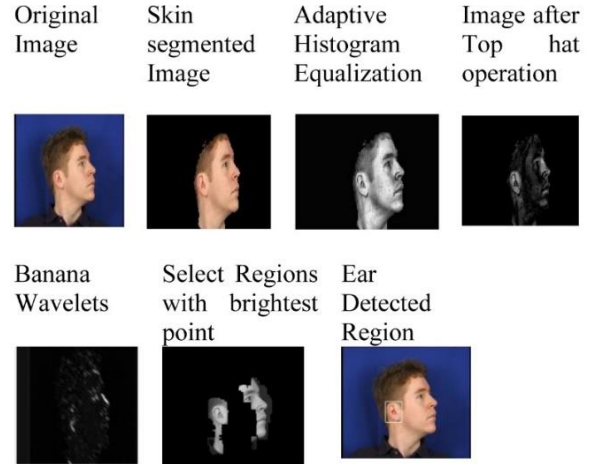 Original
Image
Skin
segmented
Image
Adaptive
Histogram
Equalization
Image after
Top hat
operation
Banana
Wavelets
Select Regions
with brightest
point
Ear
Detected
Region